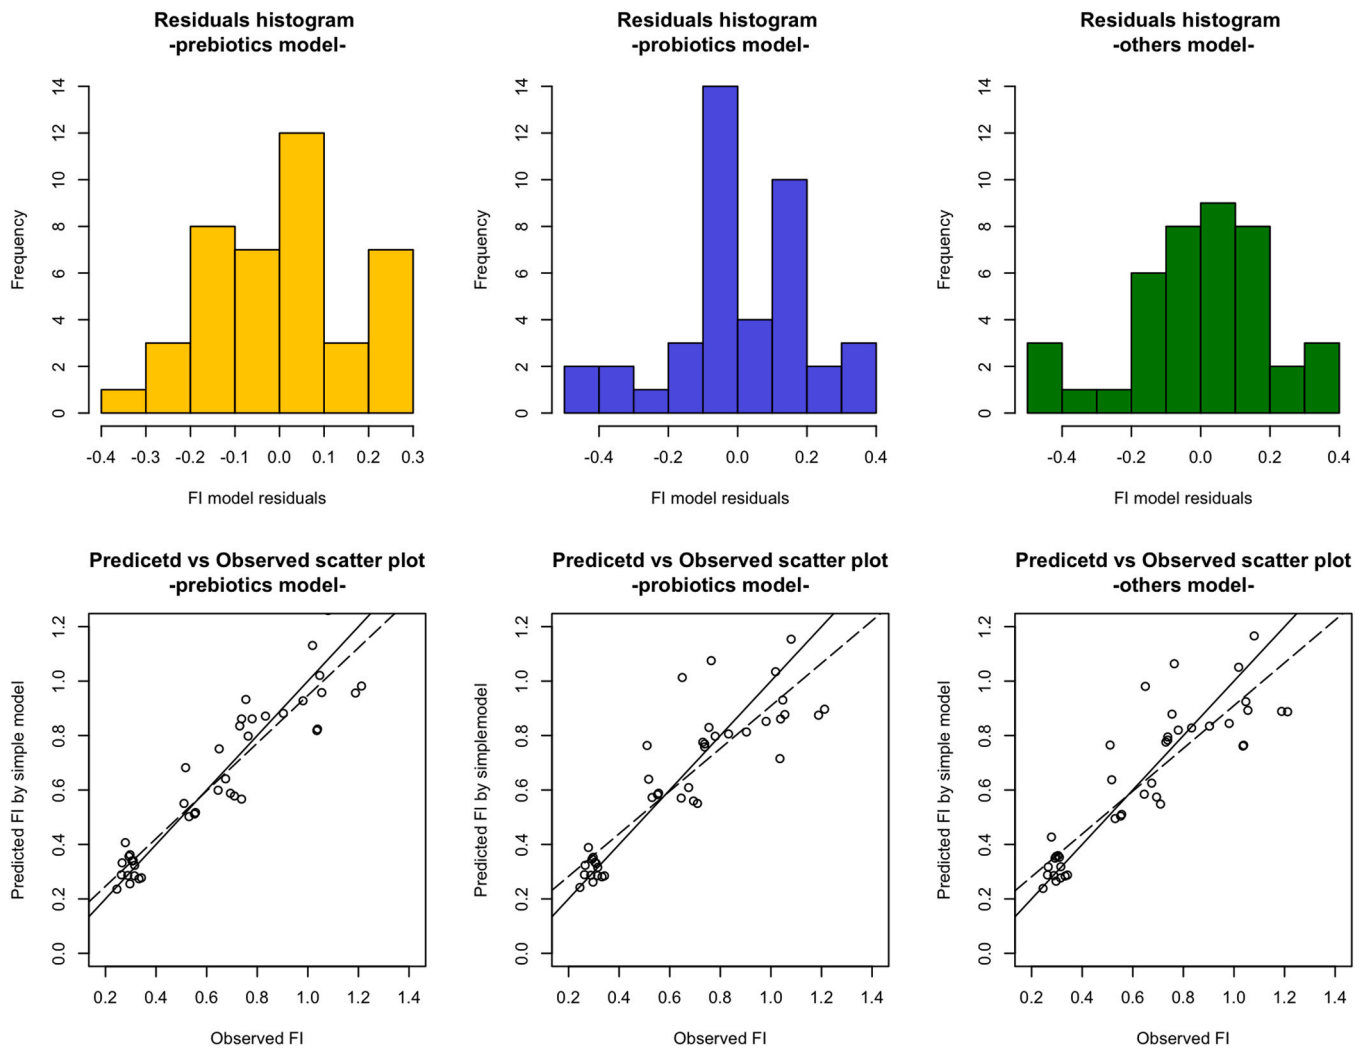 Residuals histogram
-prebiotics model-
Frequency
14
12
10
8
6
4
2
0
-0.4 -0.3 -0.2 -0.1 0.0 0.1 0.2 0.3
FI model residuals
Residuals histogram
-probiotics model-
Frequency
14
12
10
8
6
4
2
0
-0.4 -0.2 0.0 0.2 0.4
FI model residuals
Residuals histogram
-others model-
Frequency
14
12
10
8
6
4
2
0
-0.4 -0.2 0.0 0.2 0.4
FI model residuals
Predicetd vs Observed scatter plot
-prebiotics model-
Predicted FI by simple model
1.2
1.0
0.8
0.6
0.4
0.2
0.0
0.2 0.4 0.6 0.8 1.0 1.2 1.4
Observed FI
Predicetd vs Observed scatter plot
-probiotics model-
Predicted FI by simplemodel
1.2
1.0
0.8
0.6
0.4
0.2
0.0
0.2 0.4 0.6 0.8 1.0 1.2 1.4
Observed FI
Predicetd vs Observed scatter plot
-others model-
Predicted FI by simple model
1.2
1.0
0.8
0.6
0.4
0.2
0.0
0.2 0.4 0.6 0.8 1.0 1.2 1.4
Observed FI